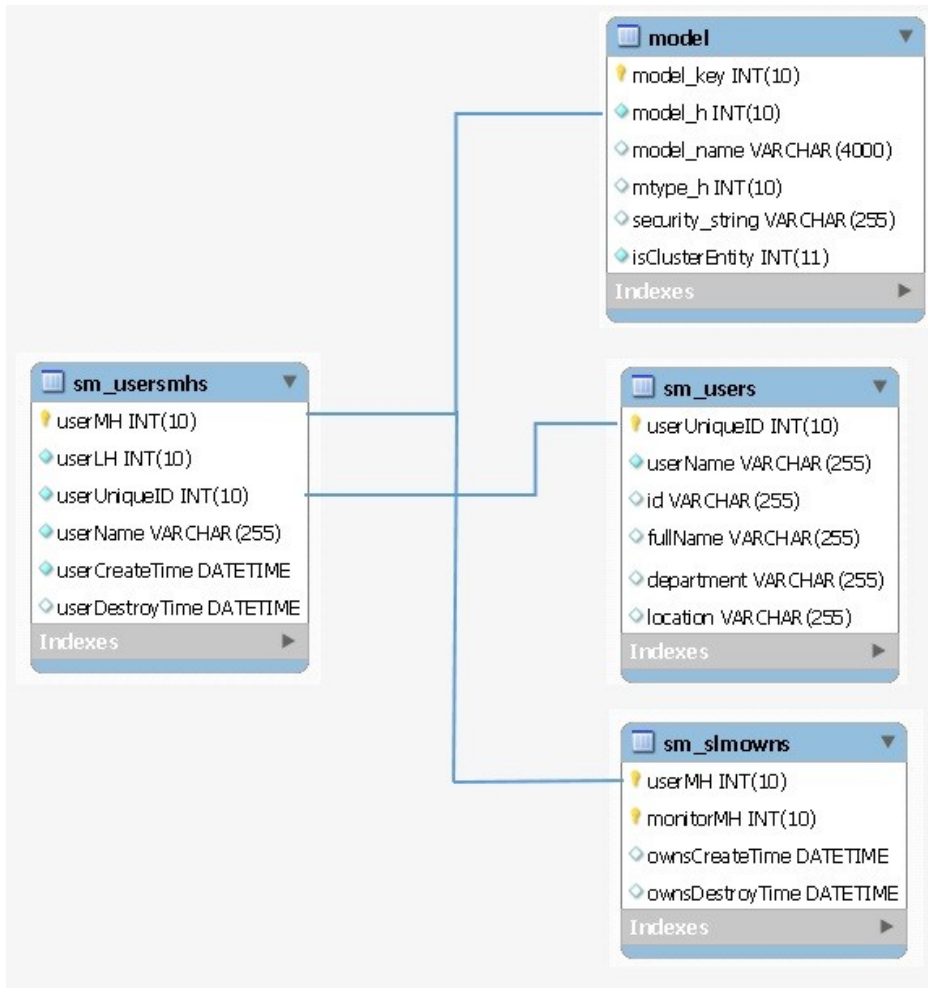 model
model_key INT(10)
model_h INT(10)
model_name VARCHAR(4000)
mtype_h INT(10)
security_string VARCHAR(255)
isClusterEntity INT(11)
Indexes
sm_usersmhs
userMH INT(10)
userLH INT(10)
userUniqueID INT(10)
userName VARCHAR(255)
userCreateTime DATETIME
userDestroyTime DATETIME
Indexes
sm_users
userUniqueID INT(10)
userName VARCHAR(255)
id VARCHAR(255)
fullName VARCHAR(255)
department VARCHAR(255)
location VARCHAR(255)
Indexes
sm_slmowns
userMH INT(10)
monitorMH INT(10)
ownsCreateTime DATETIME
ownsDestroyTime DATETIME
Indexes